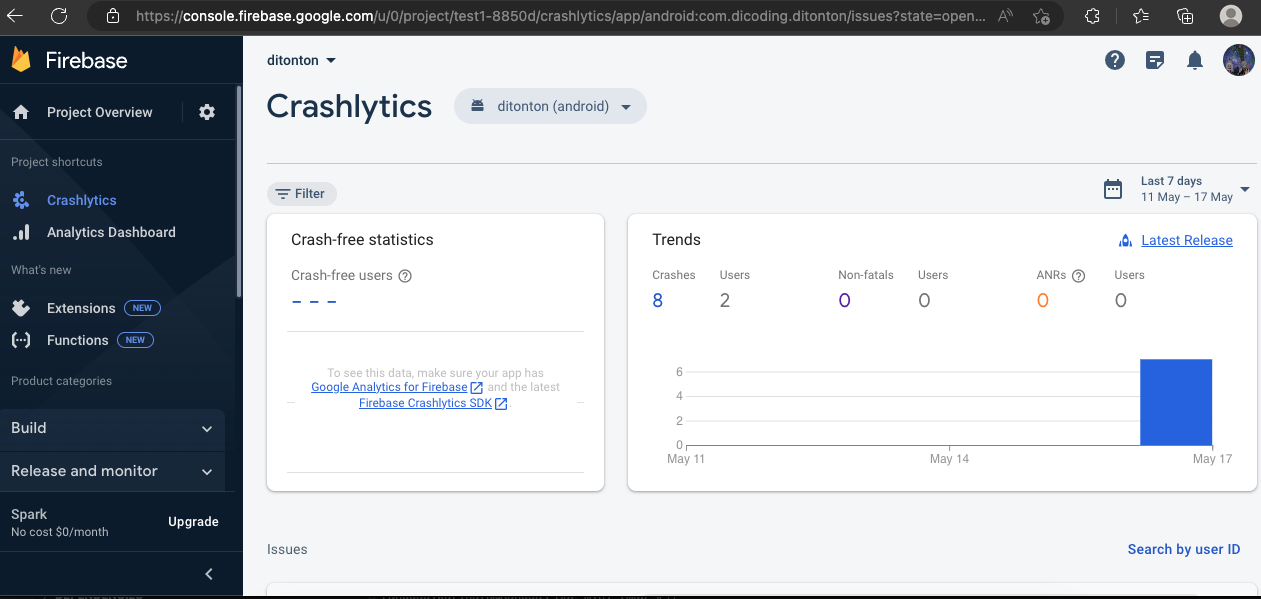 https://console.firebase.google.com/u/0/project/test1-8850d/crashlytics/app/android:com.dicoding.ditonton/issues?state=open...
Firebase
Project Overview
Project shortcuts
Crashlytics
Analytics Dashboard
What's new
Extensions NEW
Functions NEW
Product categories
Build
Release and monitor
Spark
No cost $0/month
Upgrade
ditonton
Crashlytics
ditonton (android)
Filter
Last 7 days
11 May – 17 May
Crash-free statistics
Crash-free users
– – –
To see this data, make sure your app has
Google Analytics for Firebase and the latest
Firebase Crashlytics SDK.
Trends
Latest Release
Crashes Users Non-fatals Users ANRs Users
8 2 0 0 0 0
6
4
2
0
May 11 May 14 May 17
Issues
Search by user ID